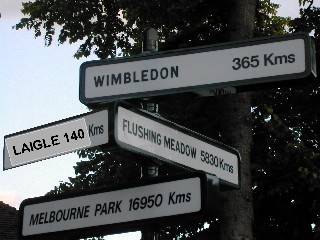 WIMBLEDON 365 Kms
LAIGLE 140 Kms
FLUSHING MEADOW 5830 Kms
MELBOURNE PARK 16950 Kms